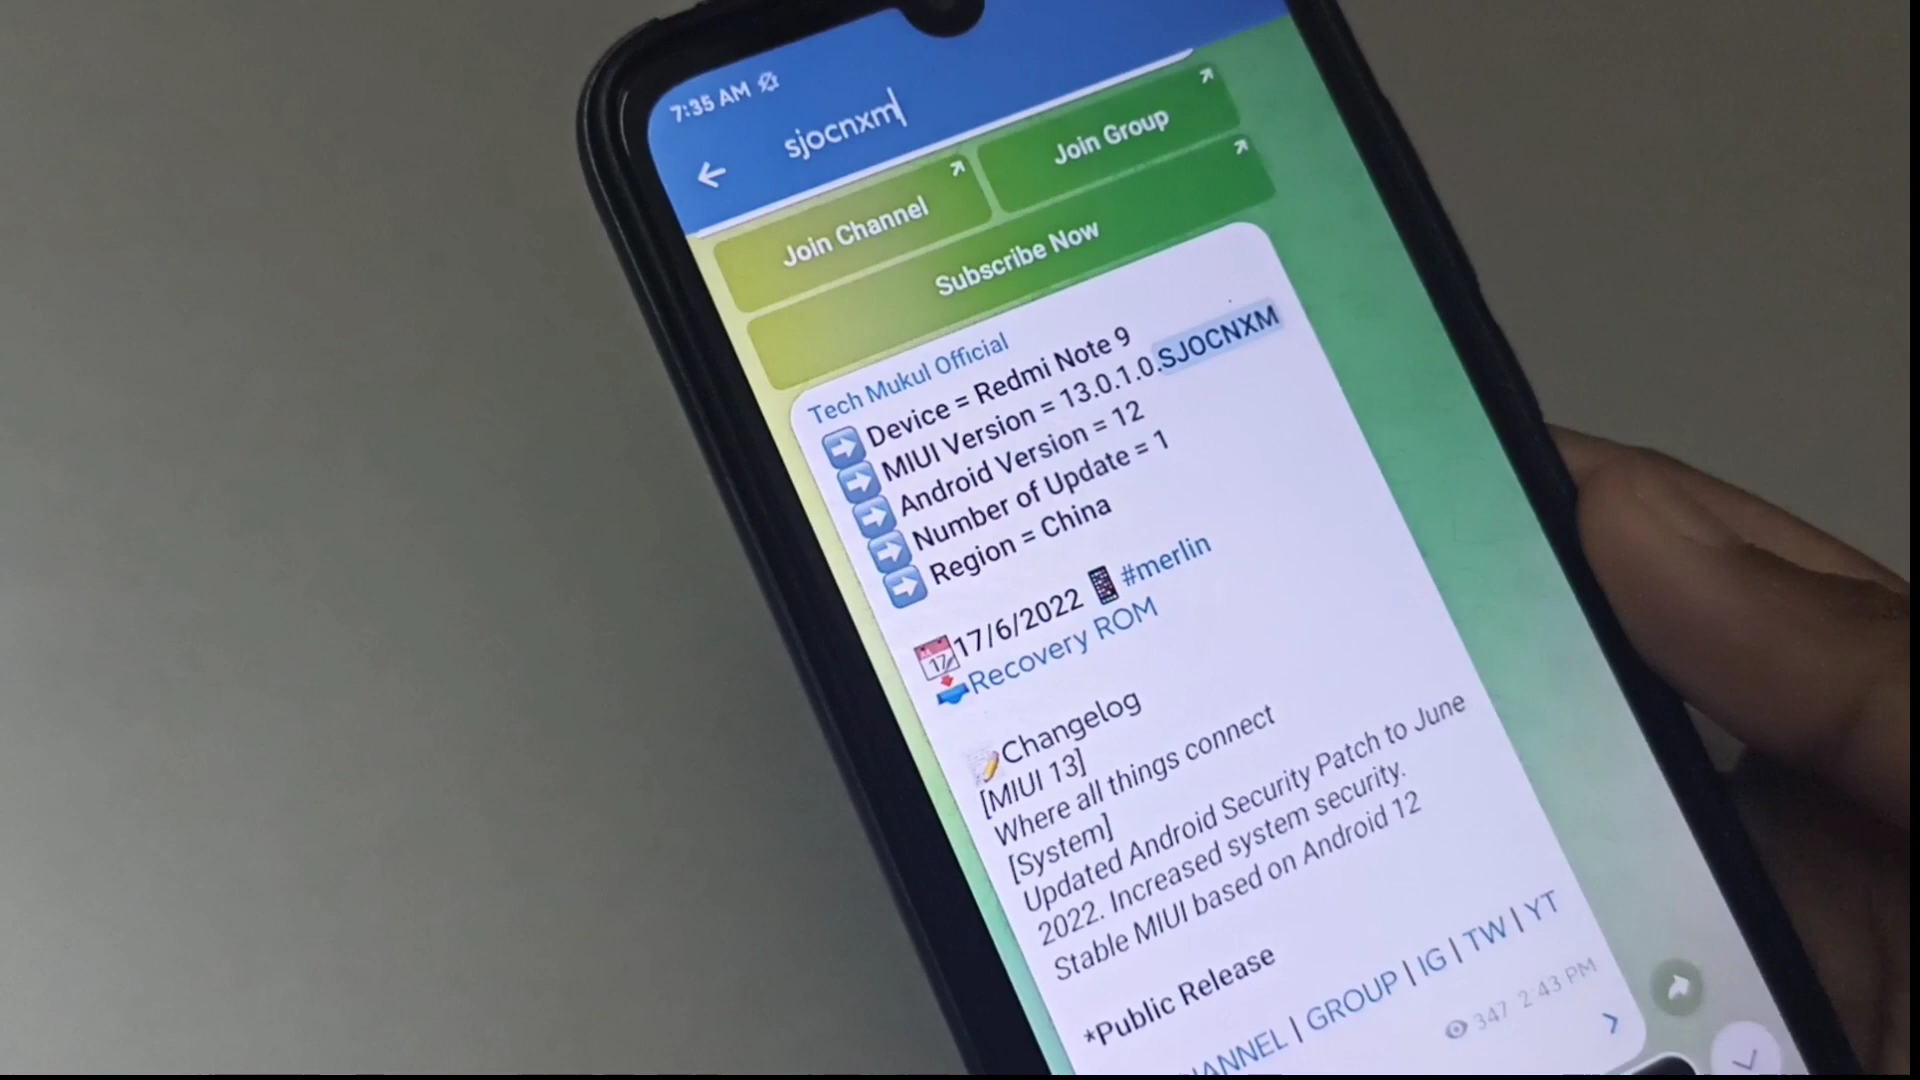 7:35 AM
sjocnxm
Join Channel
Join Group
Subscribe Now
Tech Mukul Official
Device = Redmi Note 9
MIUI Version = 13.0.1.0.SJOCNXM
Android Version = 12
Number of Update = 1
Region = China
17/6/2022 #merlin
Recovery ROM
Changelog
[MIUI 13]
Where all things connect
[System]
Updated Android Security Patch to June
2022. Increased system security.
Stable MIUI based on Android 12
*Public Release
HANNEL | GROUP | IG | TW | YT
347 2:43 PM